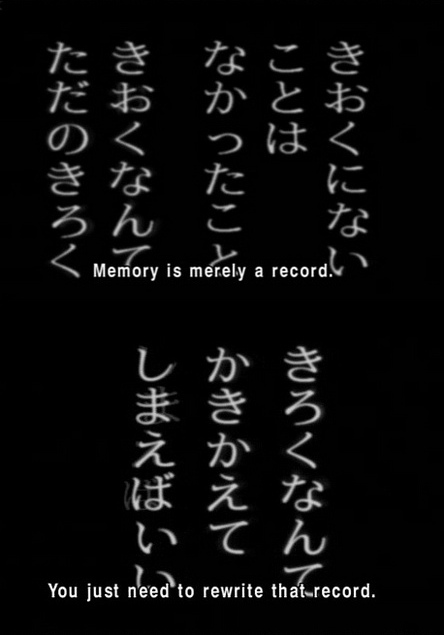 きおくにない
ことは
なかったこと
きおくなんて
ただのきろく
Memory is merely a record.
きろくなんて
かきかえて
しまえばいい
You just need to rewrite that record.